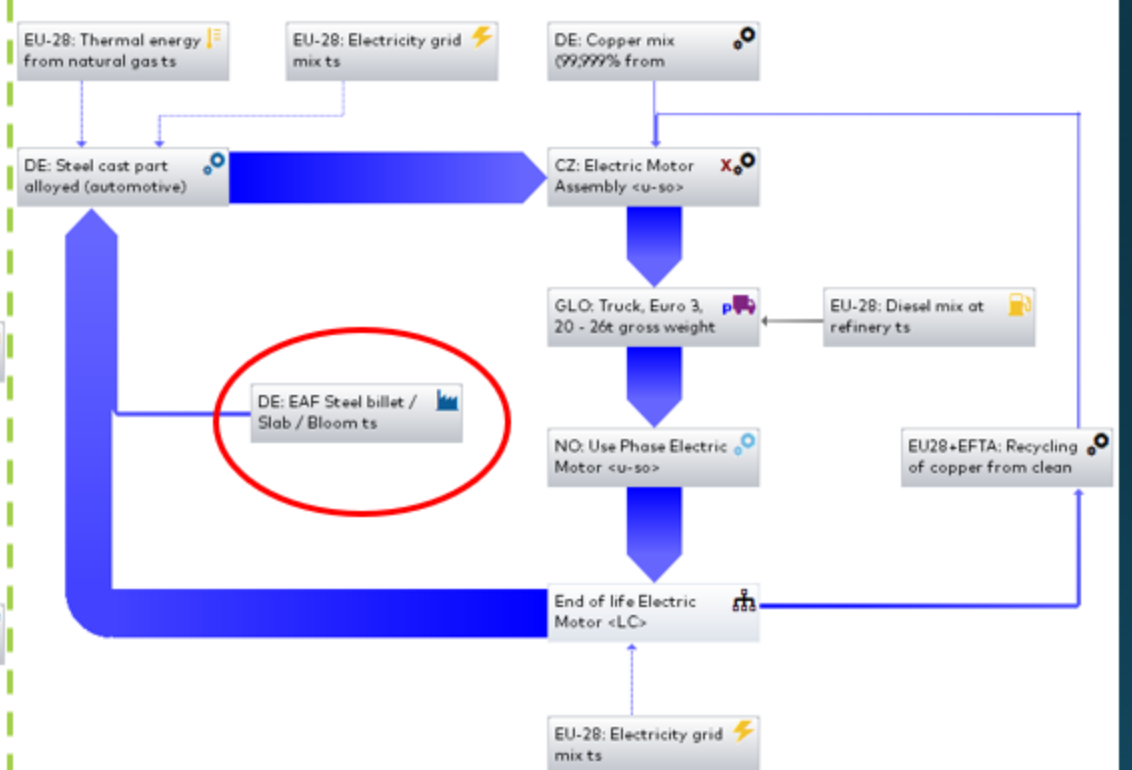 EU-28: Thermal energy
from natural gas ts
EU-28: Electricity grid
mix ts
DE: Copper mix
(99,999% from
DE: Steel cast part
alloyed (automotive)
CZ: Electric Motor
Assembly <u-so>
X
GLO: Truck, Euro 3,
20 - 26t gross weight
p
EU-28: Diesel mix at
refinery ts
DE: EAF Steel billet /
Slab / Bloom ts
NO: Use Phase Electric
Motor <u-so>
EU28+EFTA: Recycling
of copper from clean
End of life Electric
Motor <LC>
EU-28: Electricity grid
mix ts